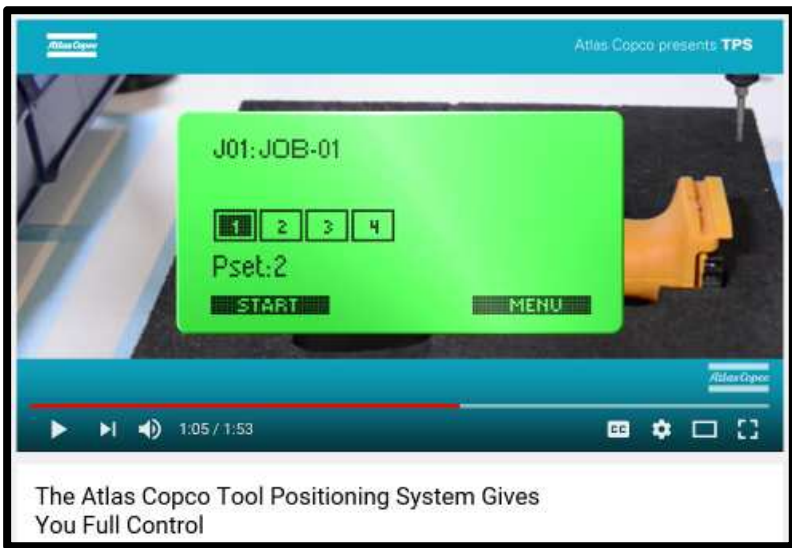 Atlas Copco
Atlas Copco presents TPS
J01:JOB-01
1 2 3 4
Pset:2
START MENU
Atlas Copco
1:05 / 1:53 CC
The Atlas Copco Tool Positioning System Gives
You Full Control